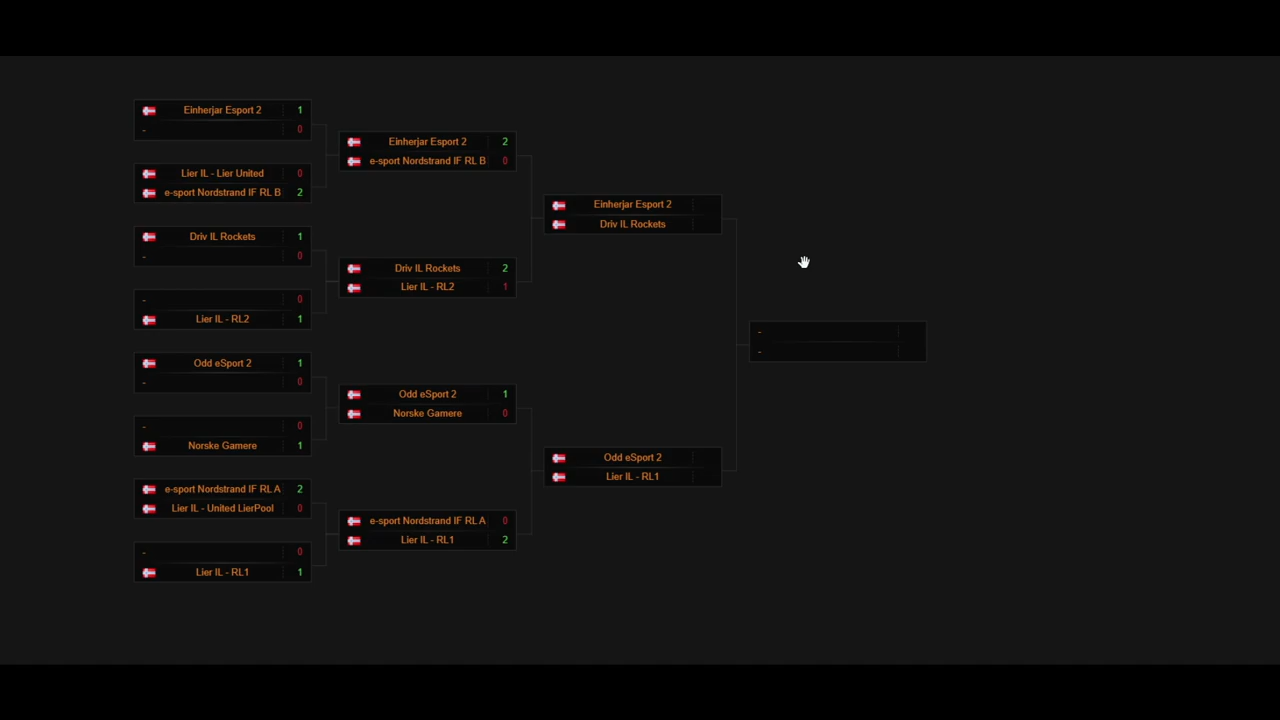 Einherjar Esport 2 1
- 0
Lier IL - Lier United 0
e-sport Nordstrand IF RL B 2
Driv IL Rockets 1
- 0
- 0
Lier IL - RL2 1
Odd eSport 2 1
- 0
- 0
Norske Gamere 1
e-sport Nordstrand IF RL A 2
Lier IL - United LierPool 0
- 0
Lier IL - RL1 1
Einherjar Esport 2 2
e-sport Nordstrand IF RL B 0
Driv IL Rockets 2
Lier IL - RL2 1
Odd eSport 2 1
Norske Gamere 0
e-sport Nordstrand IF RL A 0
Lier IL - RL1 2
Einherjar Esport 2
Driv IL Rockets
Odd eSport 2
Lier IL - RL1
-
-